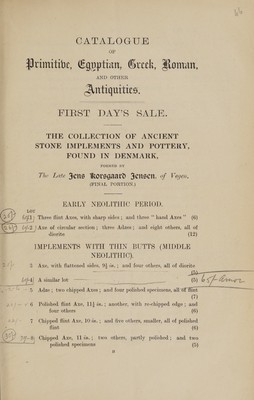 CATALOGUE
OF
Primitive, Egyptian, Greek, Roman,
AND OTHER
Antiquities.
FIRST DAY'S SALE.
THE COLLECTION OF ANCIENT
STONE IMPLEMENTS AND POTTERY,
FOUND IN DENMARK,
FORMED BY
The Late Jens Korsgaard Jensen, of Vayen.
(FINAL PORTION.)
EARLY NEOLITHIC PERIOD.
LOT
1 Three flint Axes, with sharp sides; and three "hand Axes" (6)
2 Axe of circular section; three Adzes; and eight others, all of
diorite (12)
IMPLEMENTS WITH THIN BUTTS (MIDDLE
NEOLITHIC).
3 Axe, with flattened sides, 9½ in.; and four others, all of diorite
(5)
4 A similar lot (5)
5 Adze; two chipped Axes; and four polished specimens, all of flint
(7)
6 Polished flint Axe, 11½ in.; another, with re-chipped edge; and
four others (6)
7 Chipped flint Axe, 10 in.; and five others, smaller, all of polished
flint (6)
8 Chipped Axe, 11 in.; two others, partly polished; and two
polished specimens (5)
B